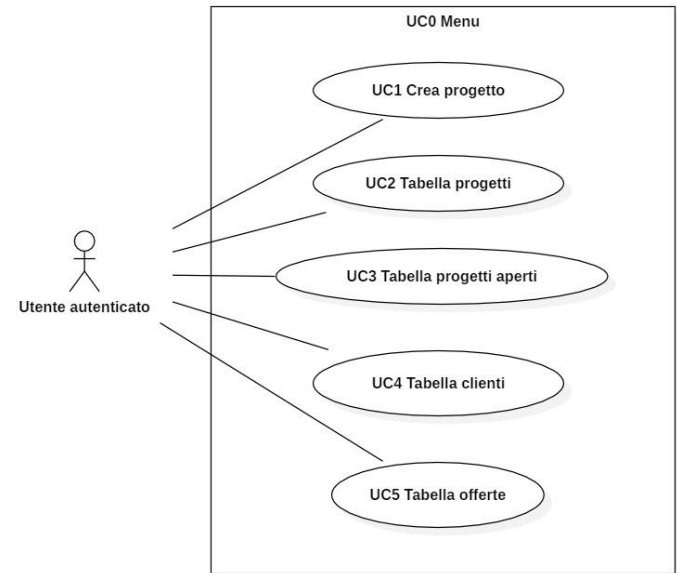 UC0 Menu
UC1 Crea progetto
UC2 Tabella progetti
UC3 Tabella progetti aperti
Utente autenticato
UC4 Tabella clienti
UC5 Tabella offerte